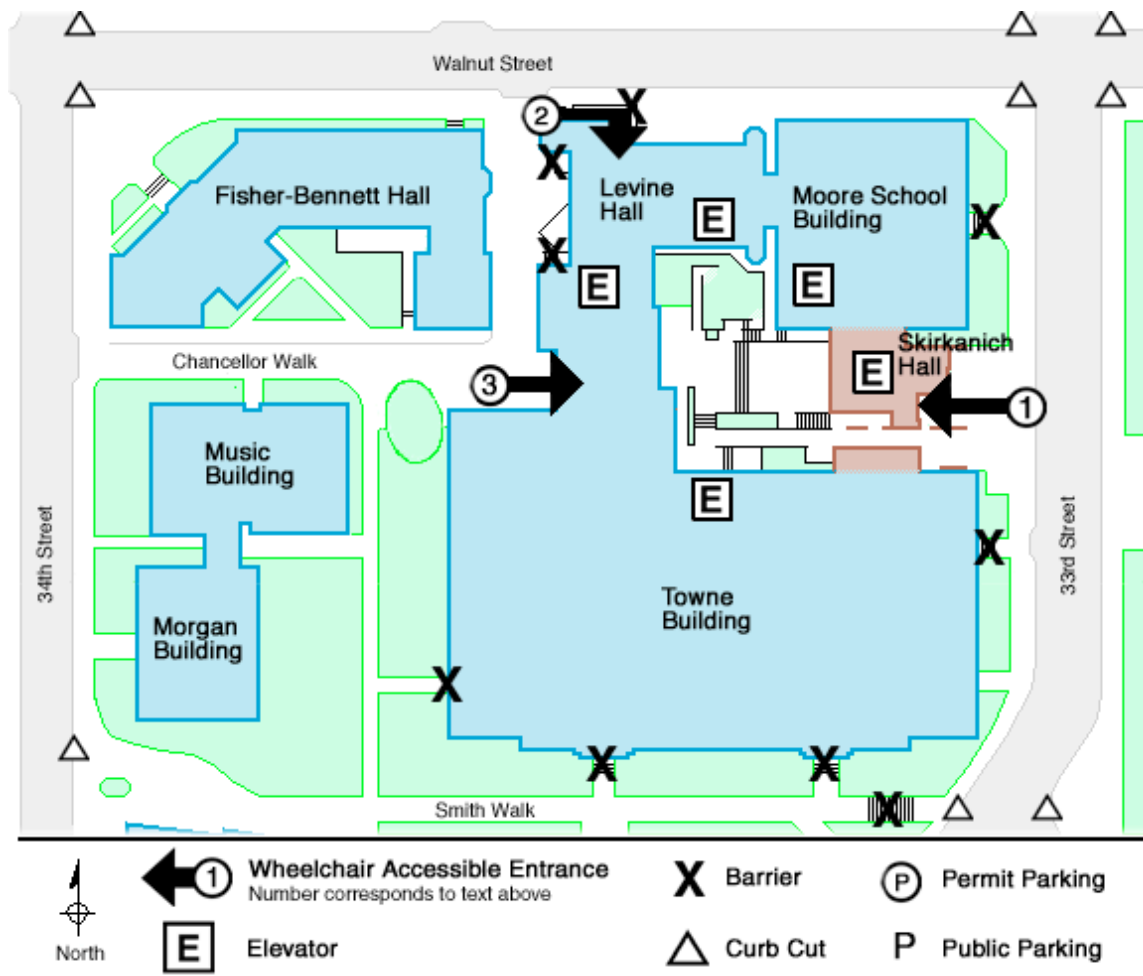 Walnut Street
2
Fisher-Bennett Hall
Levine
Hall
Moore School
Building
E
E
E
Chancellor Walk
Skirkanich
Hall
E
3
1
Music
Building
E
34th Street
33rd Street
Towne
Building
Morgan
Building
X
X
X
X
X
X
X
X
X
Smith Walk
1 Wheelchair Accessible Entrance
Number corresponds to text above
X Barrier
P Permit Parking
North
E Elevator
Curb Cut
P Public Parking